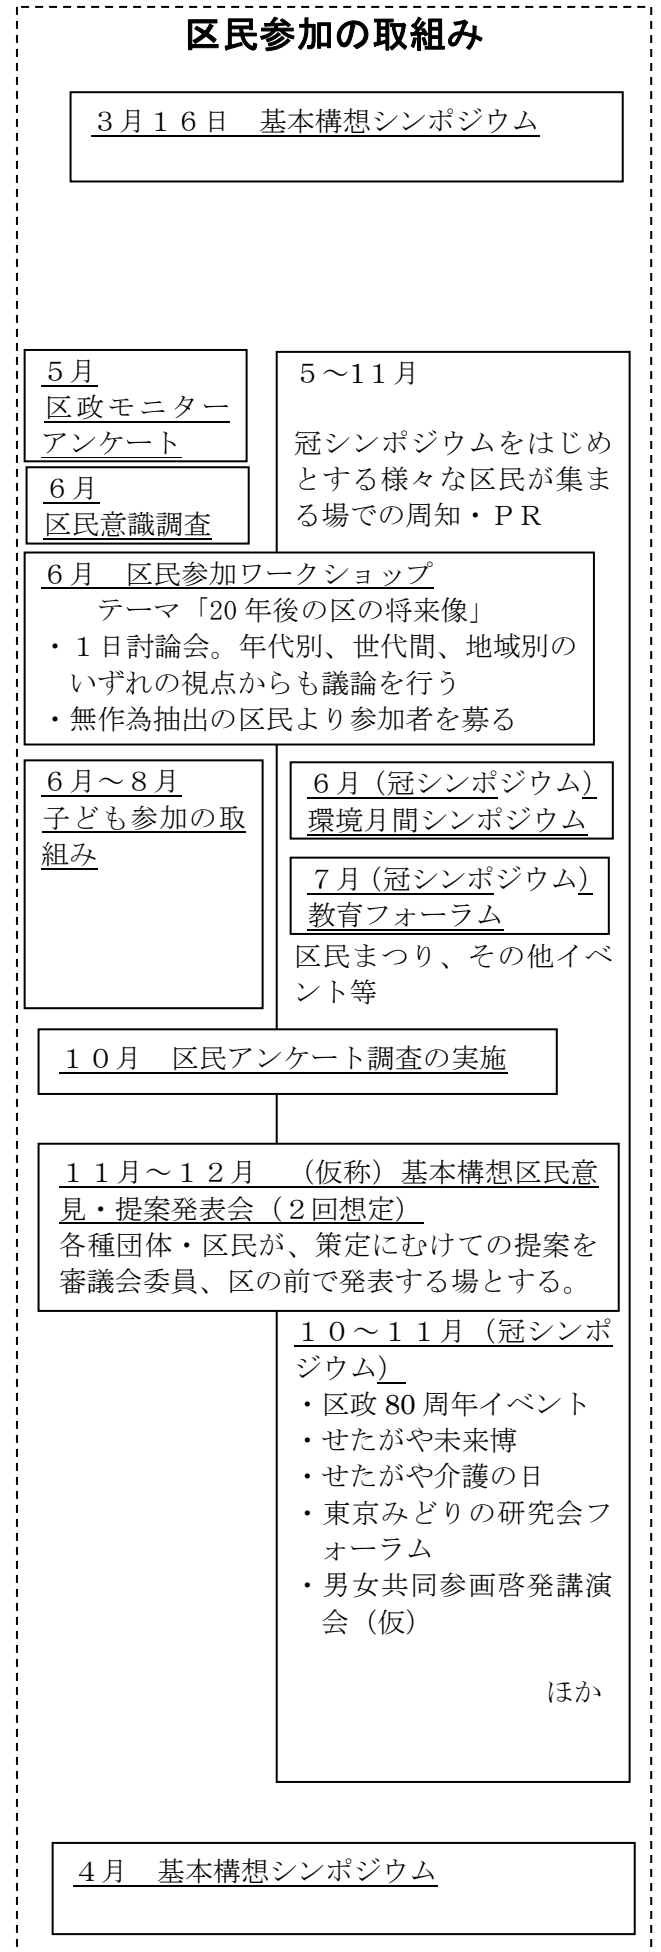 区民参加の取組み
３月１６日　基本構想シンポジウム
５月
区政モニター
アンケート
６月
区民意識調査
５～11月
冠シンポジウムをはじめ
とする様々な区民が集ま
る場での周知・ＰＲ
６月　区民参加ワークショップ
テーマ「20年後の区の将来像」
・１日討論会。年代別、世代間、地域別の
いずれの視点からも議論を行う
・無作為抽出の区民より参加者を募る
６月～８月
子ども参加の取
組み
６月（冠シンポジウム）
環境月間シンポジウム
７月（冠シンポジウム）
教育フォーラム
区民まつり、その他イベ
ント等
１０月　区民アンケート調査の実施
１１月～１２月　（仮称）基本構想区民意
見・提案発表会（２回想定）
各種団体・区民が、策定にむけての提案を
審議会委員、区の前で発表する場とする。
１０～１１月（冠シンポ
ジウム）
・区政80周年イベント
・せたがや未来博
・せたがや介護の日
・東京みどりの研究会フ
ォーラム
・男女共同参画啓発講演
会（仮）
ほか
４月　基本構想シンポジウム